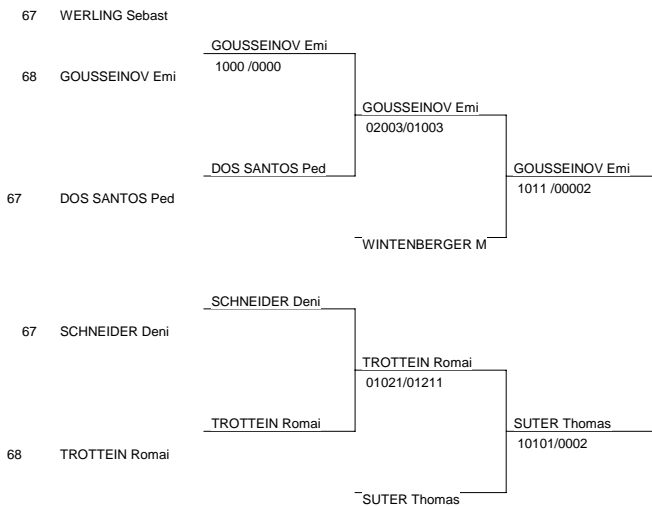 67 WERLING Sebast
GOUSSEINOV Emi
1000 /0000
68 GOUSSEINOV Emi
GOUSSEINOV Emi
02003/01003
DOS SANTOS Ped
GOUSSEINOV Emi
1011 /00002
67 DOS SANTOS Ped
WINTENBERGER M
SCHNEIDER Deni
67 SCHNEIDER Deni
TROTTEIN Romai
01021/01211
TROTTEIN Romai
SUTER Thomas
10101/0002
68 TROTTEIN Romai
SUTER Thomas